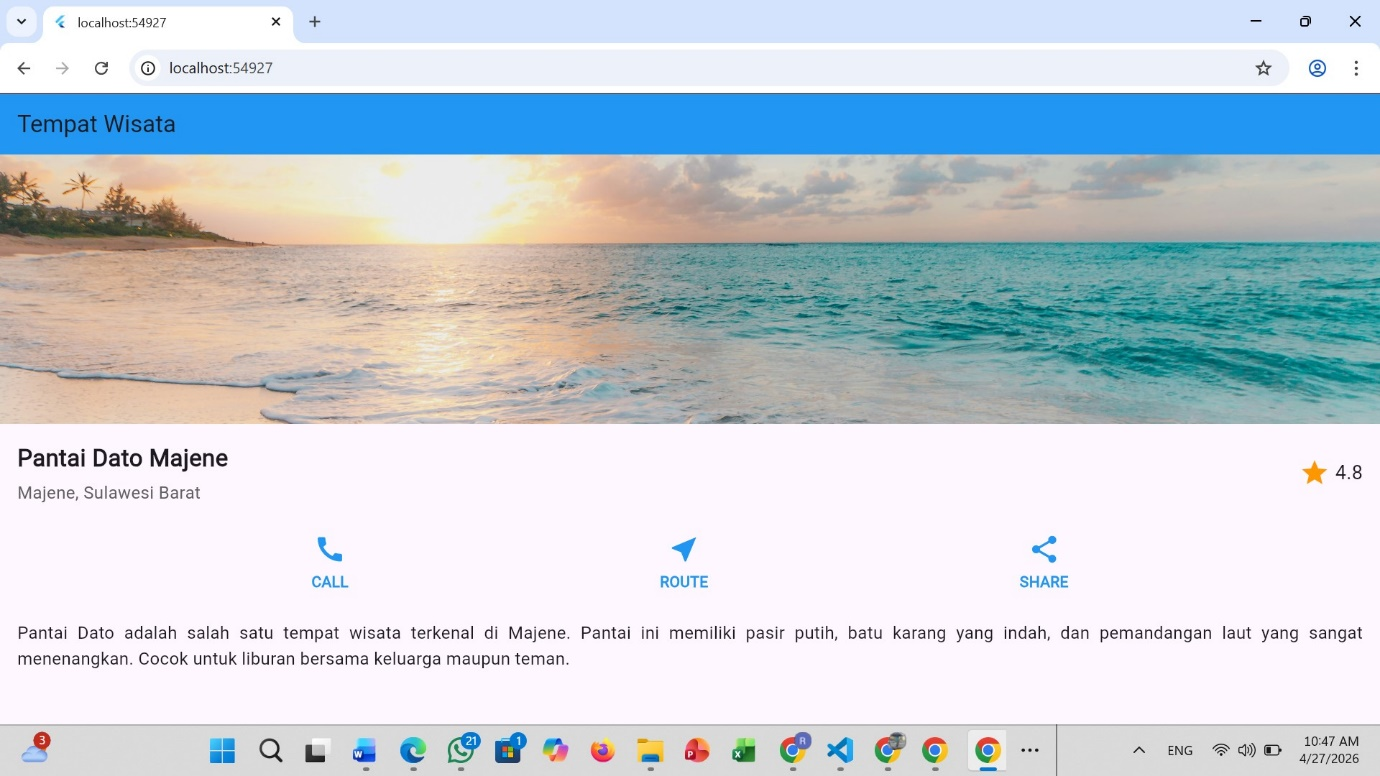 localhost:54927
localhost:54927
Tempat Wisata
Pantai Dato Majene
Majene, Sulawesi Barat
4.8
CALL
ROUTE
SHARE
Pantai Dato adalah salah satu tempat wisata terkenal di Majene. Pantai ini memiliki pasir putih, batu karang yang indah, dan pemandangan laut yang sangat
menenangkan. Cocok untuk liburan bersama keluarga maupun teman.
3
21
1
R
ENG
10:47 AM
4/27/2026